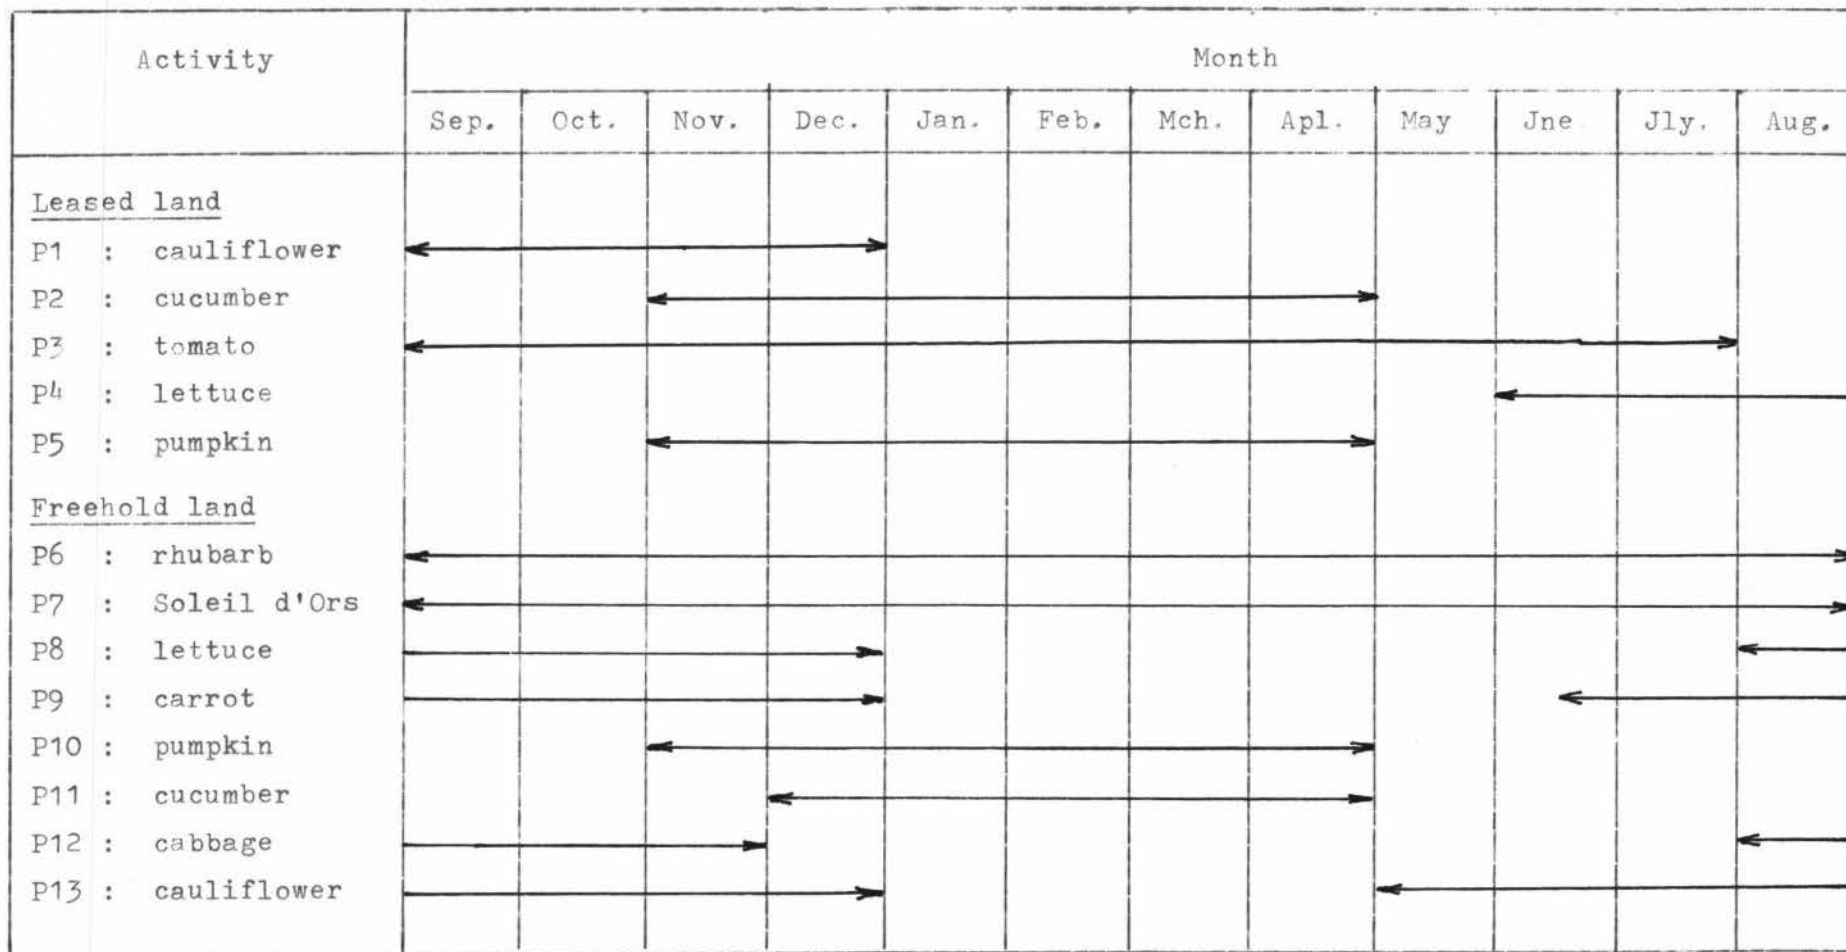 Activity Month
Sep. Oct. Nov. Dec. Jan. Feb. Mch. Apl. May Jne Jly. Aug.
Leased land
P1 : cauliflower
P2 : cucumber
P3 : tomato
P4 : lettuce
P5 : pumpkin
Freehold land
P6 : rhubarb
P7 : Soleil d'Ors
P8 : lettuce
P9 : carrot
P10 : pumpkin
P11 : cucumber
P12 : cabbage
P13 : cauliflower